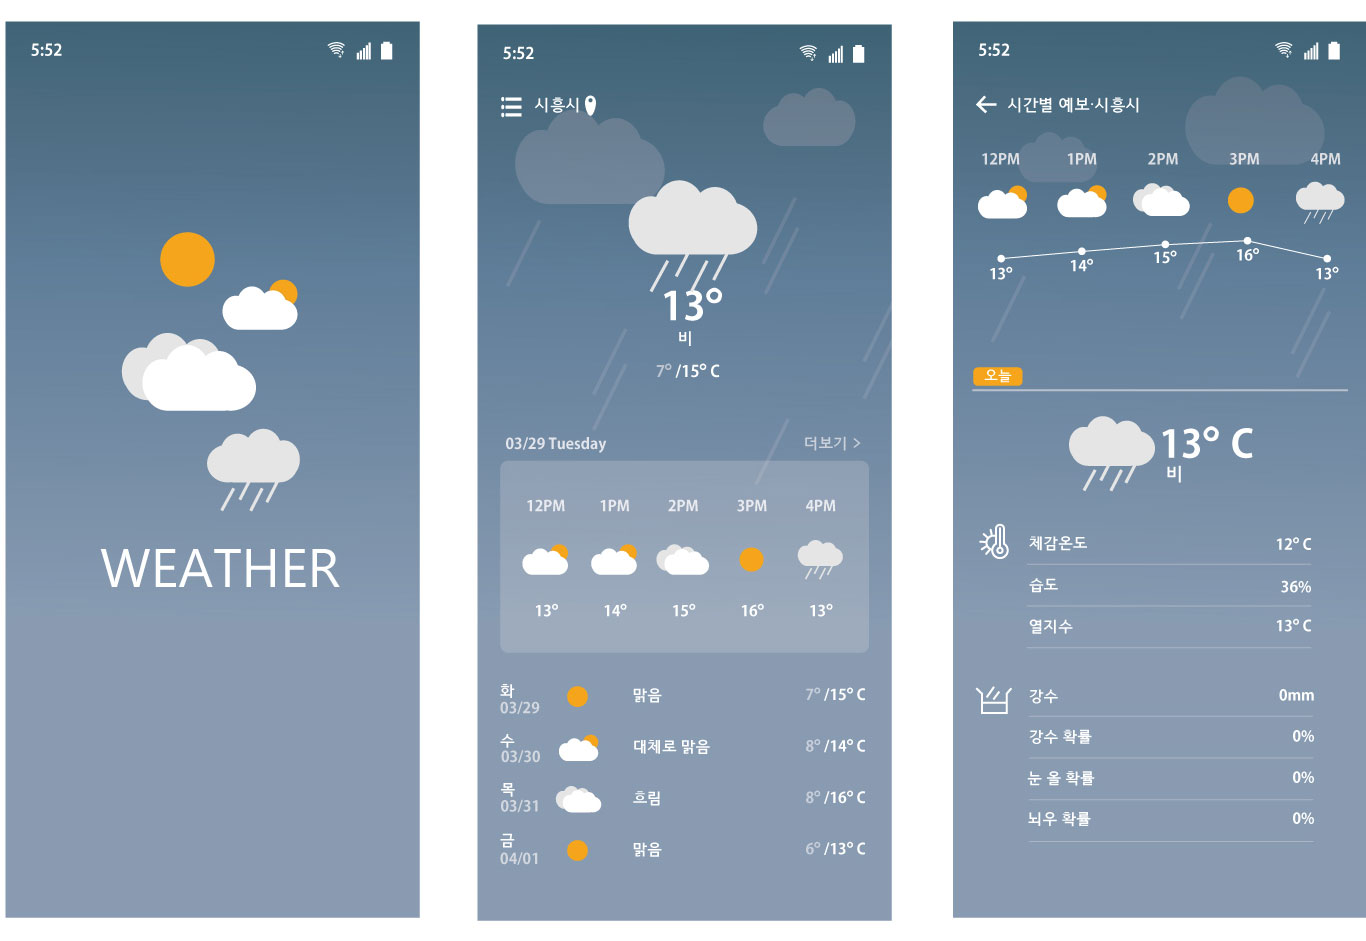 5:52
WEATHER
5:52
시흥시
13°
비
7° /15° C
03/29 Tuesday 더보기 >
12PM 1PM 2PM 3PM 4PM
13° 14° 15° 16° 13°
화
03/29 맑음 7° /15° C
수
03/30 대체로 맑음 8° /14° C
목
03/31 흐림 8° /16° C
금
04/01 맑음 6° /13° C
5:52
시간별 예보·시흥시
12PM 1PM 2PM 3PM 4PM
13° 14° 15° 16° 13°
오늘
13° C
비
체감온도 12° C
습도 36%
열지수 13° C
강수 0mm
강수 확률 0%
눈 올 확률 0%
뇌우 확률 0%